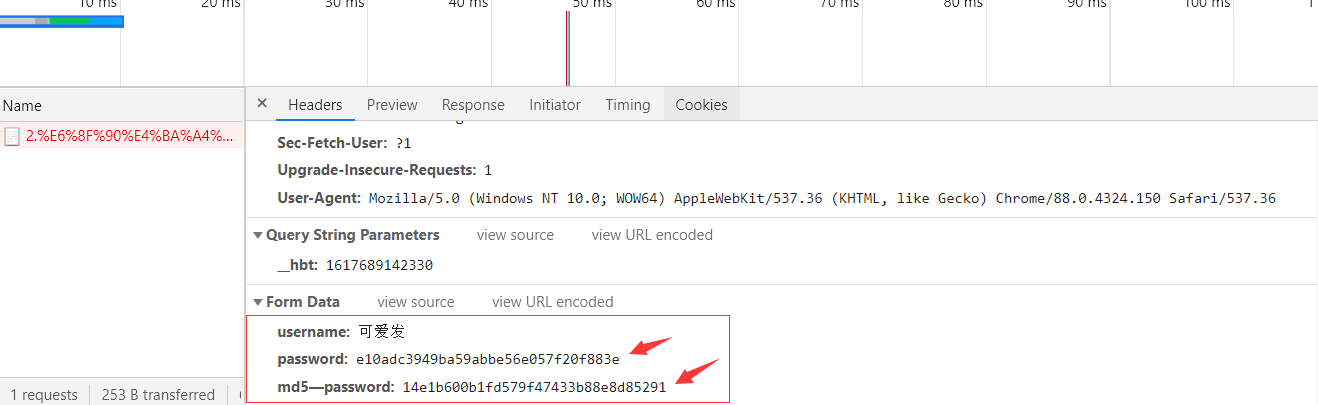 10 ms 20 ms 30 ms 40 ms 50 ms 60 ms 70 ms 80 ms 90 ms 100 ms
Name
× Headers Preview Response Initiator Timing Cookies
2.%E6%8F%90%E4%BA%A4%...
Sec-Fetch-User: ?1
Upgrade-Insecure-Requests: 1
User-Agent: Mozilla/5.0 (Windows NT 10.0; WOW64) AppleWebKit/537.36 (KHTML, like Gecko) Chrome/88.0.4324.150 Safari/537.36
Query String Parameters view source view URL encoded
__hbt: 1617689142330
Form Data view source view URL encoded
username: 可爱发
password: e10adc3949ba59abbe56e057f20f883e
md5—password: 14e1b600b1fd579f47433b88e8d85291
1 requests 253 B transferred